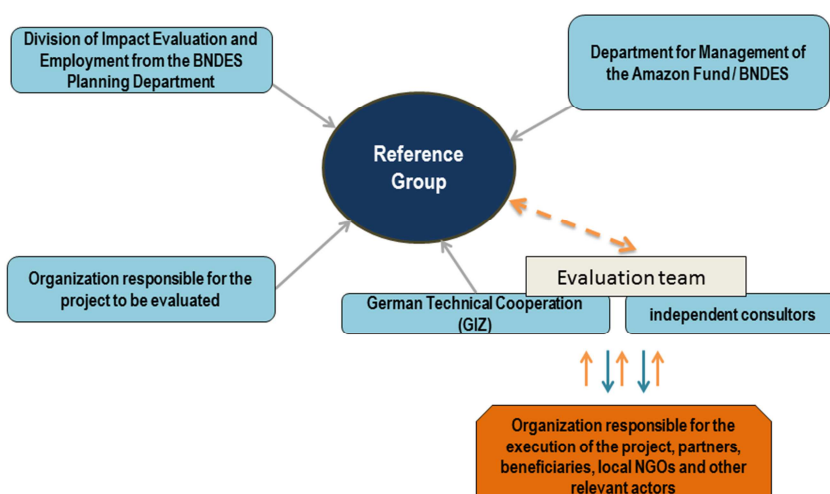 Division of Impact Evaluation and
Employment from the BNDES
Planning Department
Department for Management of
the Amazon Fund / BNDES
Reference
Group
Organization responsible for the
project to be evaluated
Evaluation team
German Technical Cooperation
(GIZ)
independent consultors
Organization responsible for the
execution of the project, partners,
beneficiaries, local NGOs and other
relevant actors